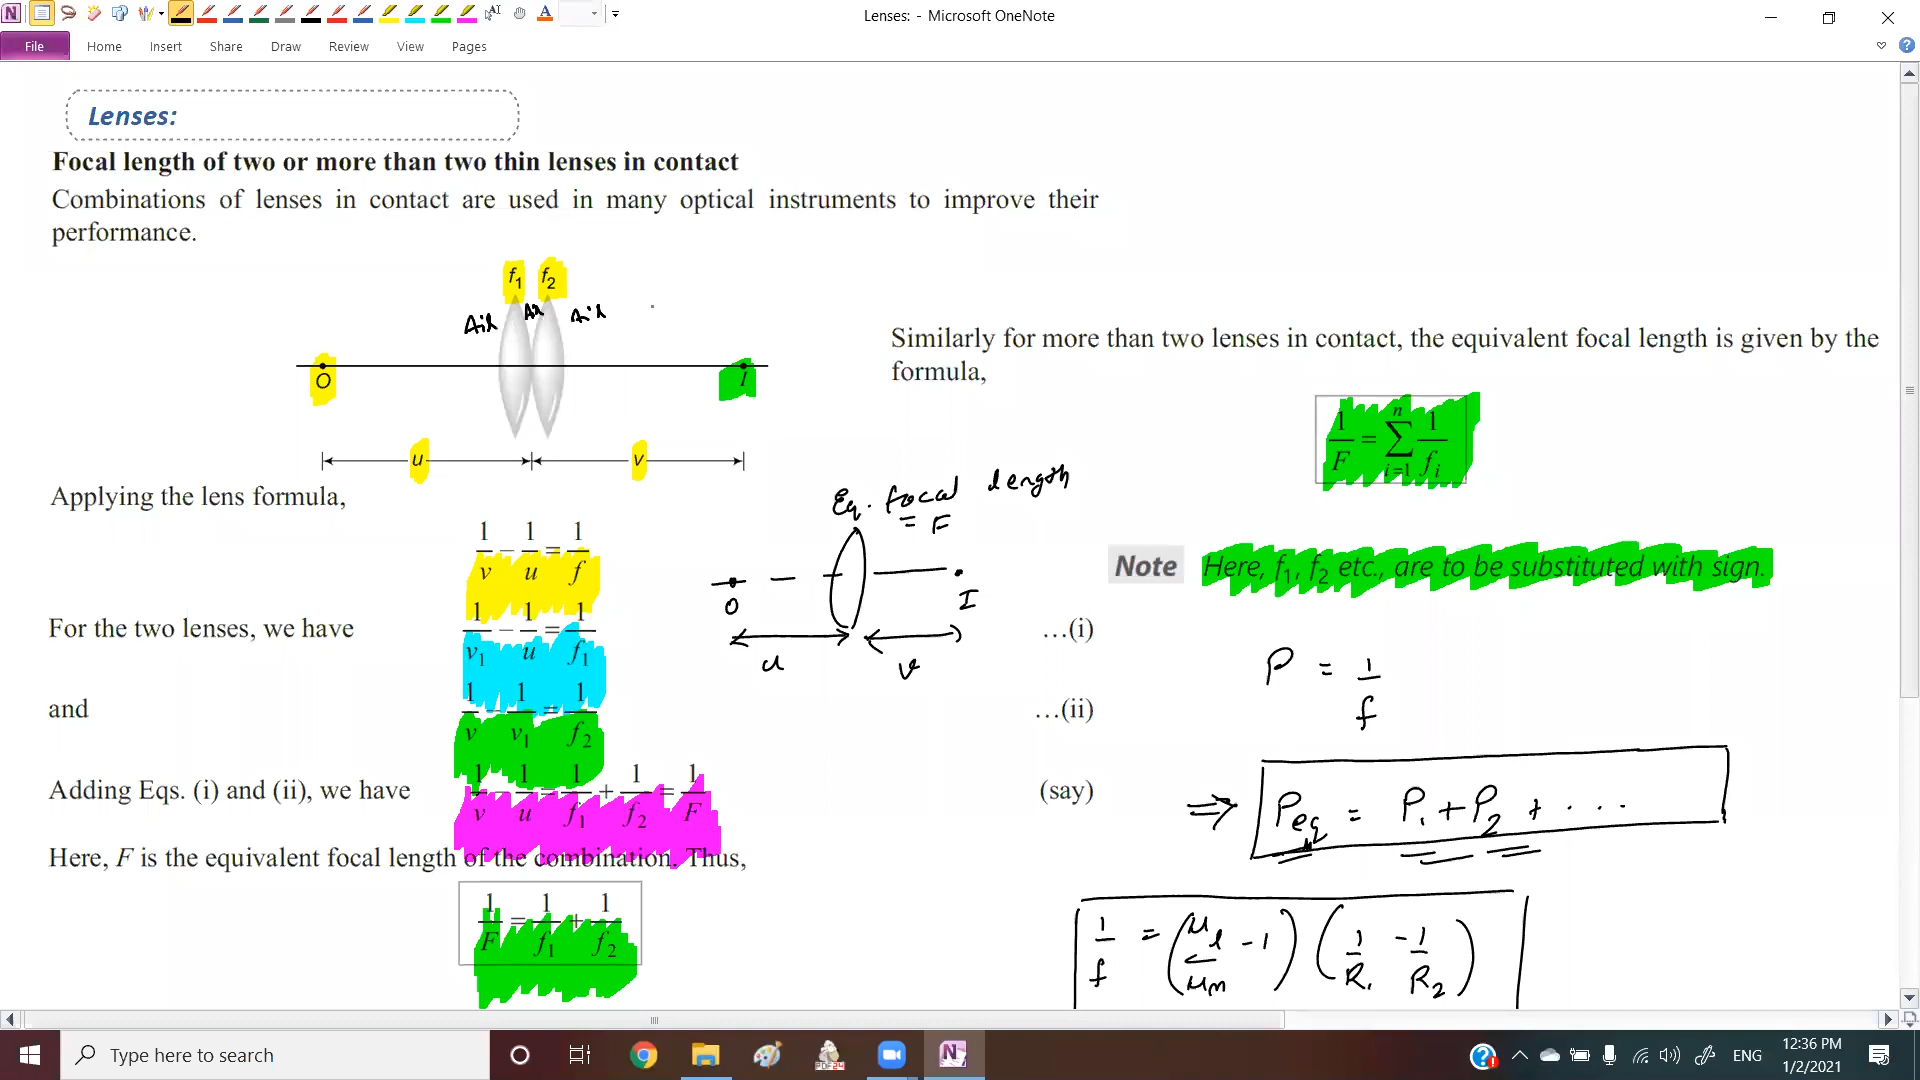 Lenses: - Microsoft OneNote
File Home Insert Share Draw Review View Pages
Lenses:
Focal length of two or more than two thin lenses in contact
Combinations of lenses in contact are used in many optical instruments to improve their
performance.
f₁ f₂
Air Air Air
O I
u v
Applying the lens formula,
1/v − 1/u = 1/f
For the two lenses, we have 1/v₁ − 1/u = 1/f₁ …(i)
and 1/v − 1/v₁ = 1/f₂ …(ii)
Adding Eqs. (i) and (ii), we have 1/v − 1/u = 1/f₁ + 1/f₂ = 1/F (say)
Here, F is the equivalent focal length of the combination. Thus,
1/F = 1/f₁ + 1/f₂
Eq. focal length
= F
O I
u v
Similarly for more than two lenses in contact, the equivalent focal length is given by the
formula,
1/F = n∑i=1 1/fᵢ
Note Here, f₁, f₂ etc., are to be substituted with sign.
P = 1/f
⇒ Peq = P₁ + P₂ + ....
1/f = (μl/μm − 1) (1/R₁ − 1/R₂)
Type here to search
PDF24
ENG
12:36 PM
1/2/2021